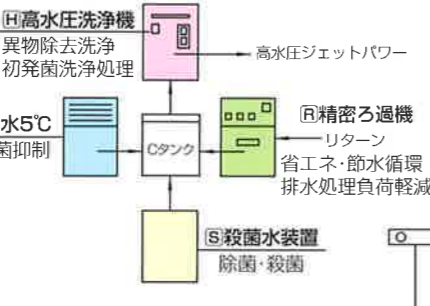 H高水圧洗浄機
異物除去洗浄
初発菌洗浄処理
高水圧ジェットパワー
水5℃
菌抑制
Cタンク
R精密ろ過機
リターン
省エネ・節水循環
排水処理負荷軽減
S殺菌水装置
除菌・殺菌